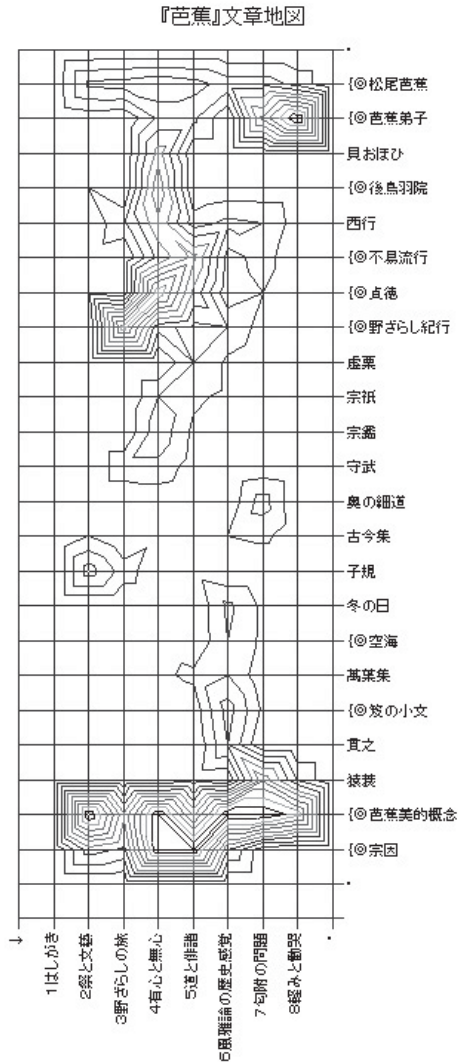 『芭蕉』文章地図
{◎松尾芭蕉
{◎芭蕉弟子
貝おほひ
{◎後鳥羽院
西行
{◎不易流行
{◎貞徳
{◎野ざらし紀行
虚栗
宗祇
宗鑑
守武
奥の細道
古今集
子規
冬の日
{◎空海
萬葉集
{◎笈の小文
貫之
猿蓑
{◎芭蕉美的概念
{◎宗因
1はしがき
2祭と文藝
3野ざらしの旅
4有心と無心
5道と俳諧
6風雅論の歴史感覚
7匂附の問題
8軽みと慟哭